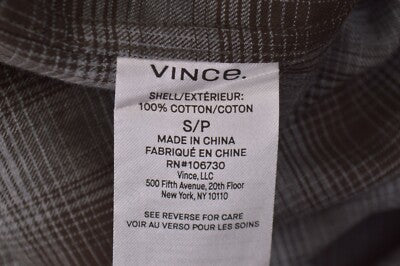 VINCE.
SHELL/EXTÉRIEUR:
100% COTTON/COTON
S/P
MADE IN CHINA
FABRIQUÉ EN CHINE
RN#106730
Vince, LLC
500 Fifth Avenue, 20th Floor
New York, NY 10110
SEE REVERSE FOR CARE
VOIR AU VERSO POUR LES SOINS